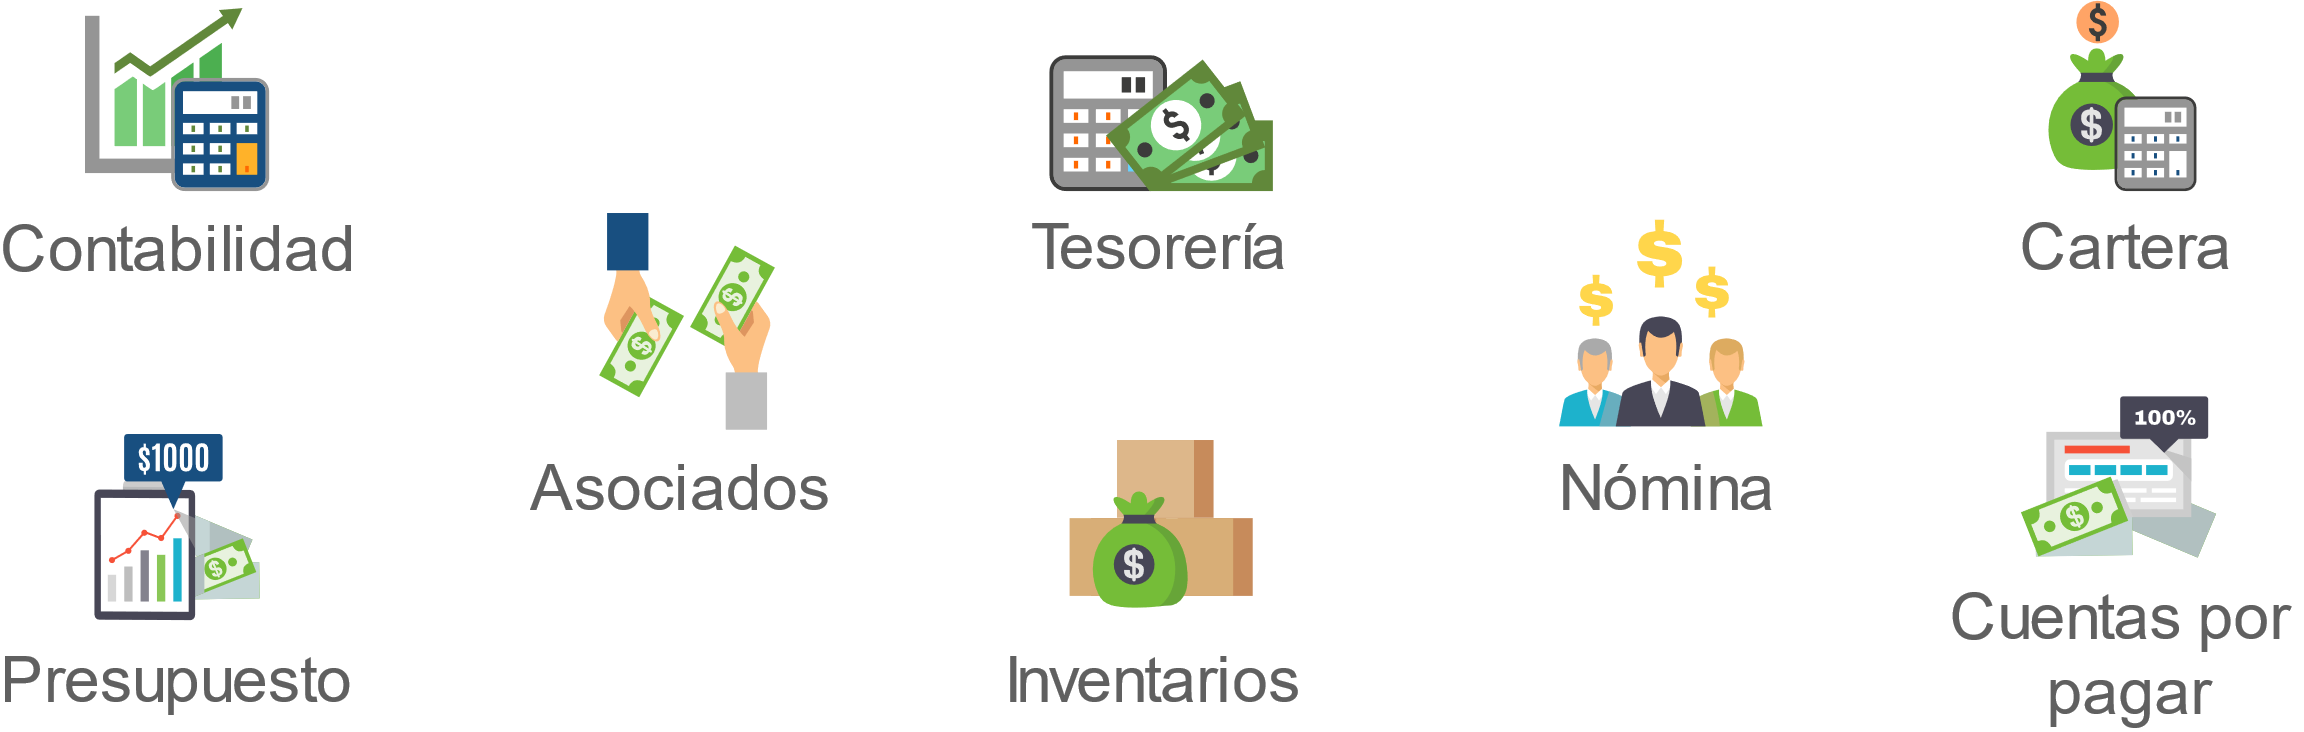 Contabilidad
Tesorería
Cartera
Asociados
Nómina
$1000
Presupuesto
Inventarios
100%
Cuentas por
pagar